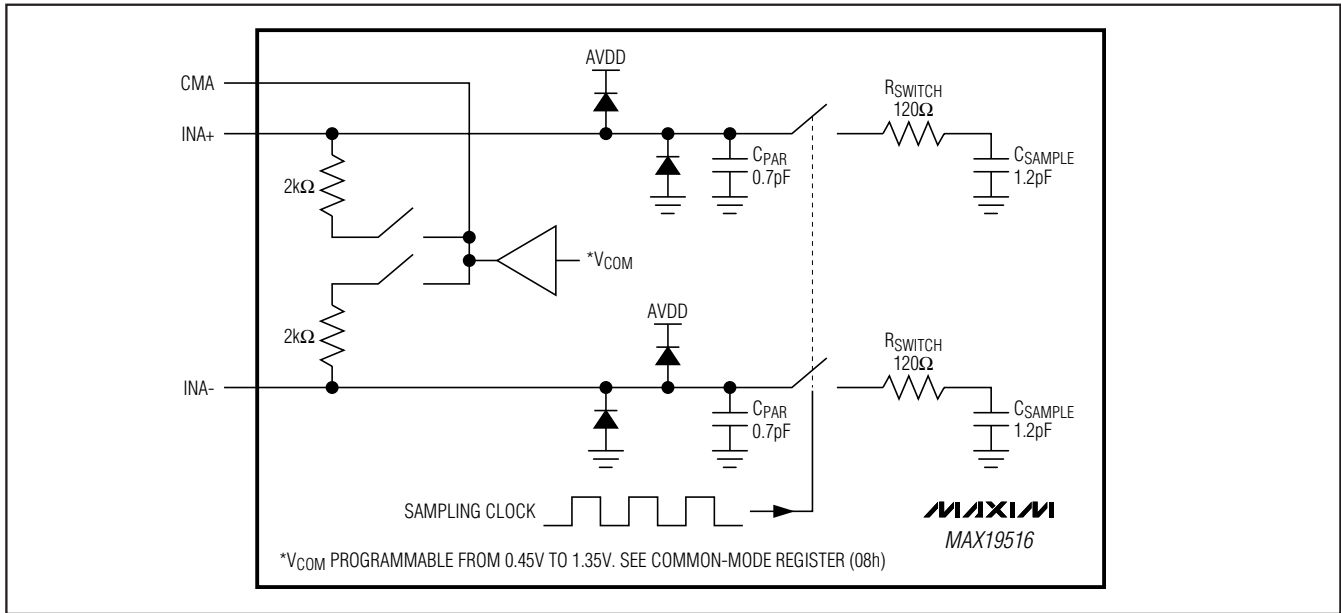 AVDD
CMA
RSWITCH
120Ω
INA+
CPAR
0.7pF
CSAMPLE
1.2pF
2kΩ
*VCOM
AVDD
2kΩ
RSWITCH
120Ω
INA-
CPAR
0.7pF
CSAMPLE
1.2pF
SAMPLING CLOCK
MAXIM
MAX19516
*VCOM PROGRAMMABLE FROM 0.45V TO 1.35V. SEE COMMON-MODE REGISTER (08h)